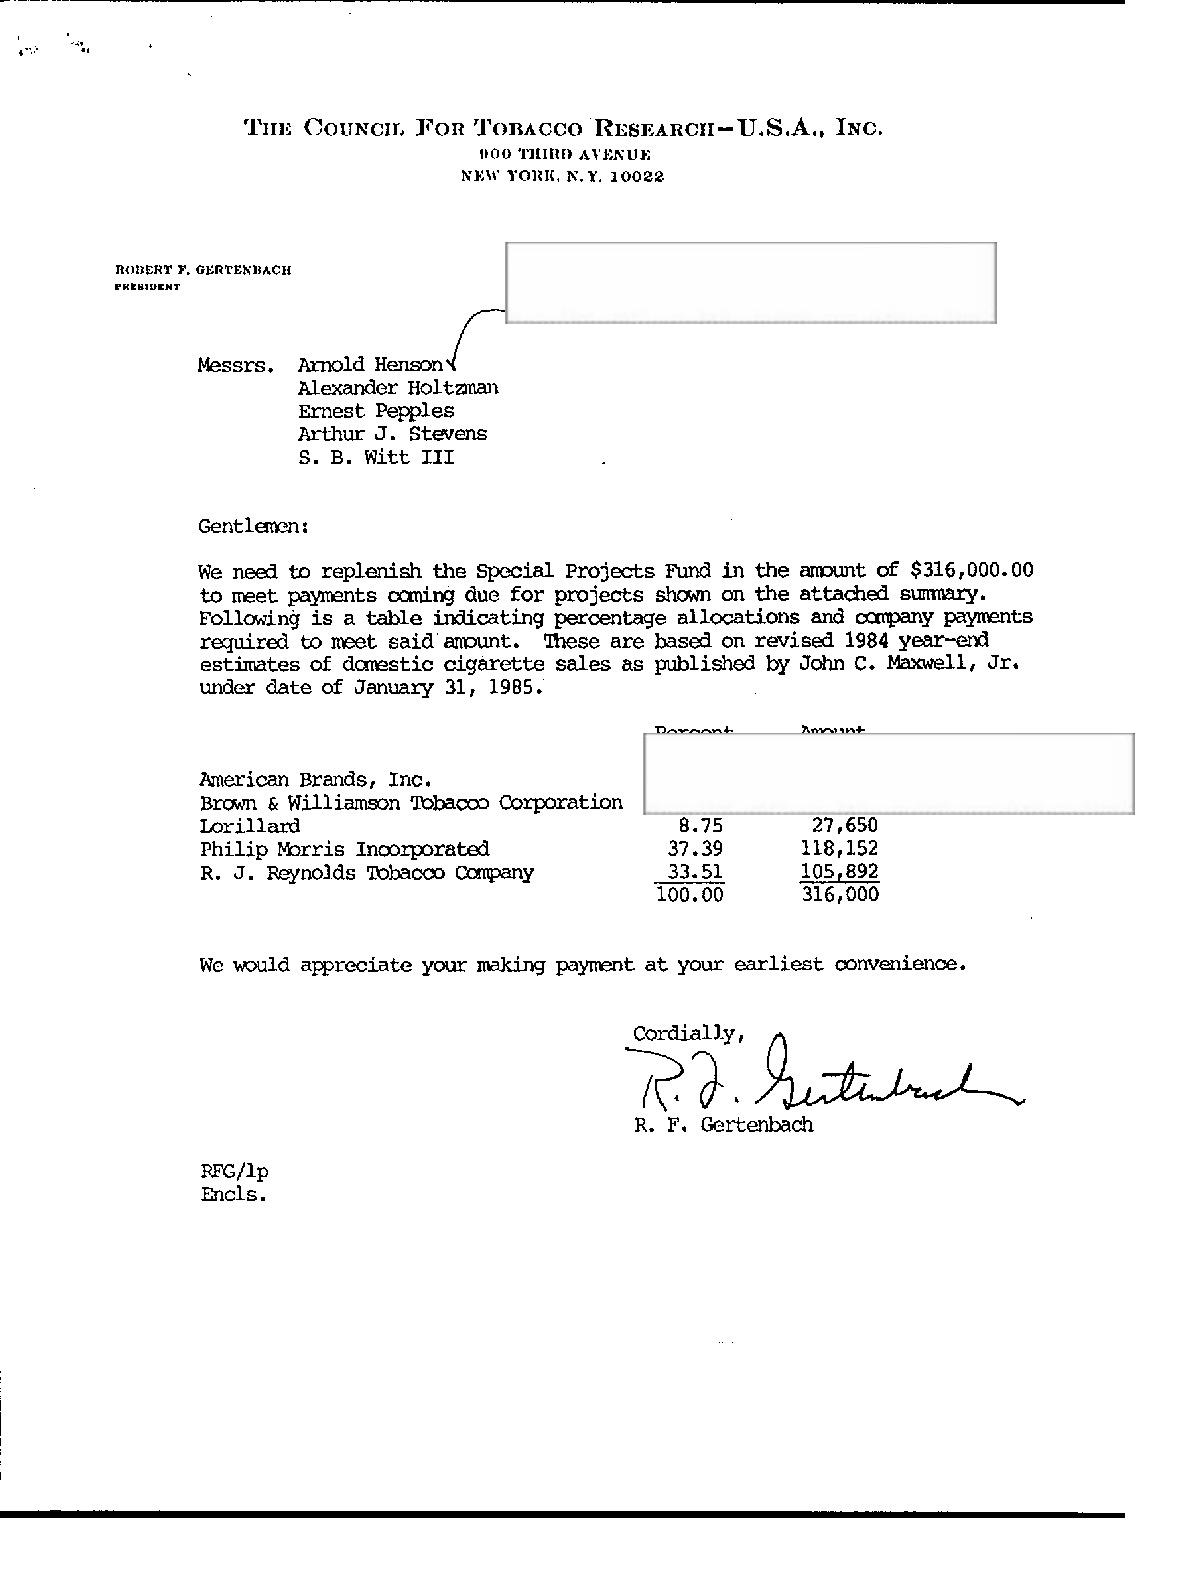 THE COUNCIL FOR TOBACCO RESEARCH—U.S.A., INC.
900 THIRD AVENUE
NEW YORK, N.Y. 10022
ROBERT F. GERTENBACH
PRESIDENT
Messrs. Arnold Henson
Alexander Holtzman
Ernest Pepples
Arthur J. Stevens
S. B. Witt III
Gentlemen:
We need to replenish the Special Projects Fund in the amount of $316,000.00
to meet payments coming due for projects shown on the attached summary.
Following is a table indicating percentage allocations and company payments
required to meet said amount. These are based on revised 1984 year-end
estimates of domestic cigarette sales as published by John C. Maxwell, Jr.
under date of January 31, 1985.
Percent Amount
American Brands, Inc.
Brown & Williamson Tobacco Corporation
Lorillard 8.75 27,650
Philip Morris Incorporated 37.39 118,152
R. J. Reynolds Tobacco Company 33.51 105,892
100.00 316,000
We would appreciate your making payment at your earliest convenience.
Cordially,
R. F. Gertenbach
R. F. Gertenbach
RFG/lp
Encls.